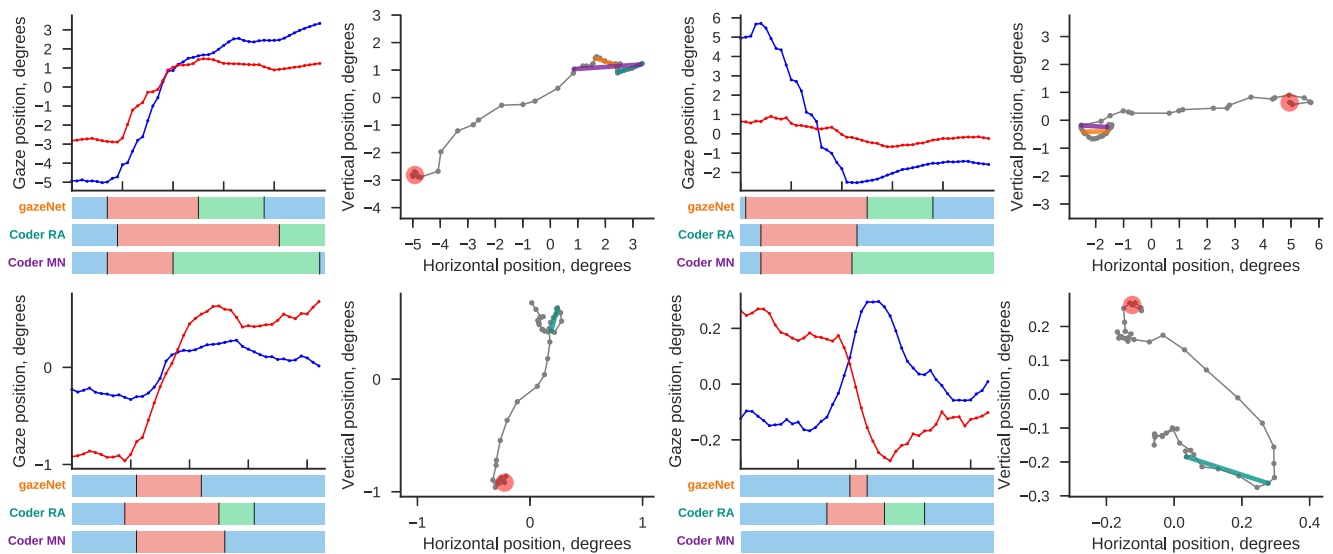 Gaze position, degrees
3
2
1
0
−1
−2
−3
−4
−5
gazeNet
Coder RA
Coder MN
Vertical position, degrees
3
2
1
0
−1
−2
−3
−4
−5 −4 −3 −2 −1 0 1 2 3
Horizontal position, degrees
Gaze position, degrees
6
5
4
3
2
1
0
−1
−2
gazeNet
Coder RA
Coder MN
Vertical position, degrees
3
2
1
0
−1
−2
−3
−2 −1 0 1 2 3 4 5 6
Horizontal position, degrees
Gaze position, degrees
0
−1
gazeNet
Coder RA
Coder MN
Vertical position, degrees
0
−1
−1 0 1
Horizontal position, degrees
Gaze position, degrees
0.2
0.0
−0.2
gazeNet
Coder RA
Coder MN
Vertical position, degrees
0.2
0.1
0.0
−0.1
−0.2
−0.3
−0.2 0.0 0.2 0.4
Horizontal position, degrees